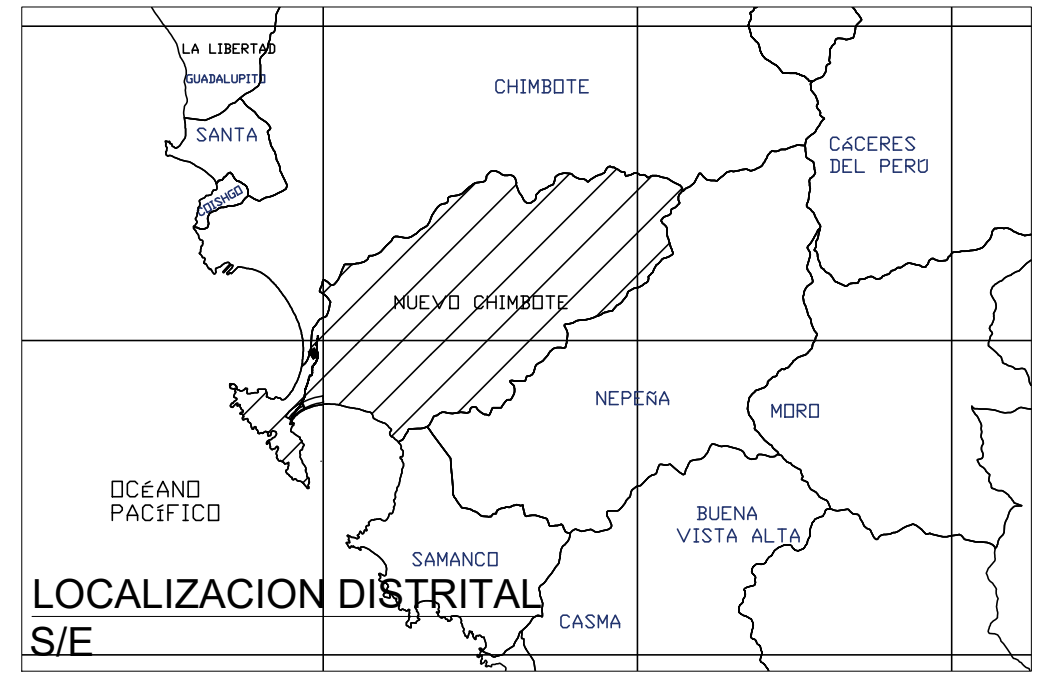 LA LIBERTAD
GUADALUPITO
CHIMBOTE
SANTA
CáCERES
DEL PERÚ
COISHGO
NUEVO CHIMBOTE
NEPEÑA
MORO
OCÉANO
PACíFICO
BUENA
VISTA ALTA
SAMANCO
LOCALIZACION DISTRITAL
CASMA
S/E